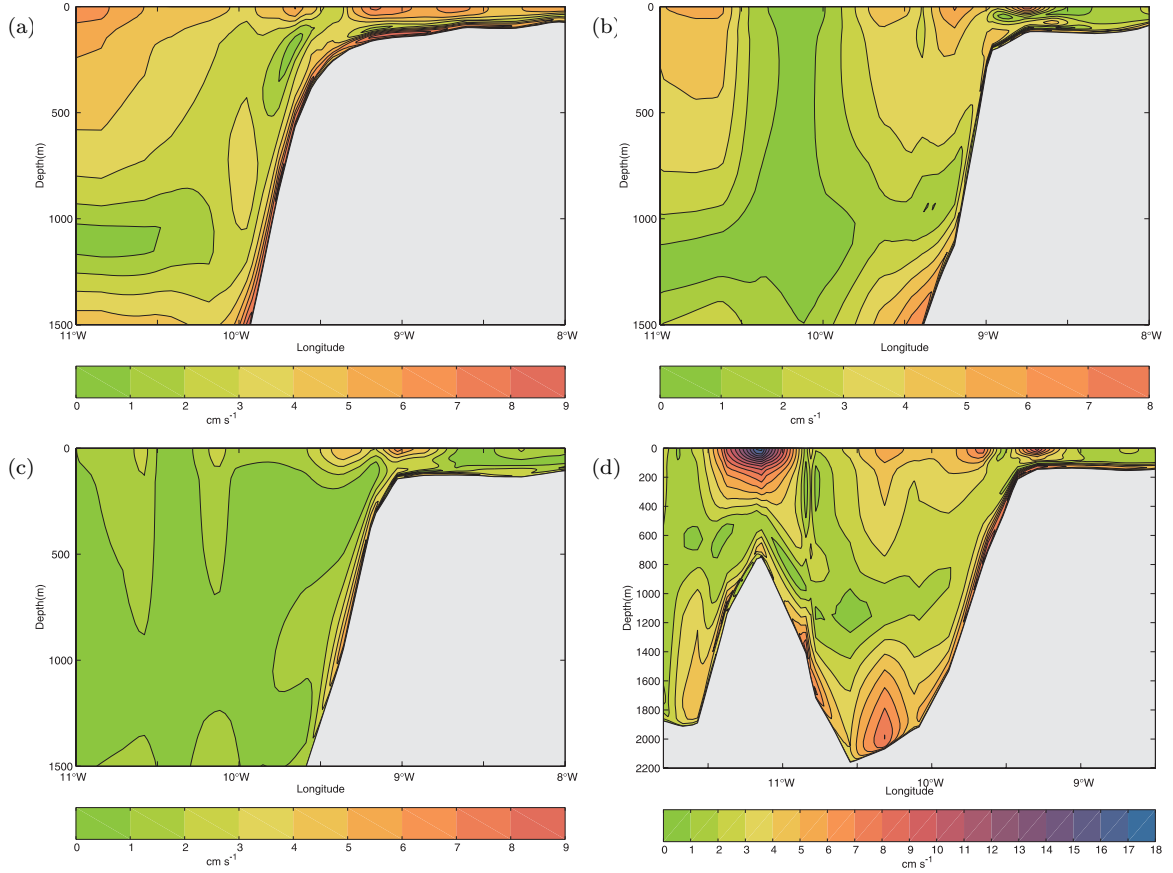 (a)
0
500
1000
1500
Depth(m)
11°W 10°W 9°W 8°W
Longitude
0 1 2 3 4 5 6 7 8 9
cm s⁻¹
(b)
0
500
1000
1500
Depth(m)
11°W 10°W 9°W 8°W
Longitude
0 1 2 3 4 5 6 7 8
cm s⁻¹
(c)
0
500
1000
1500
Depth(m)
11°W 10°W 9°W 8°W
Longitude
0 1 2 3 4 5 6 7 8 9
cm s⁻¹
(d)
0
200
400
600
800
1000
1200
1400
1600
1800
2000
2200
Depth(m)
11°W 10°W 9°W
Longitude
0 1 2 3 4 5 6 7 8 9 10 11 12 13 14 15 16 17 18
cm s⁻¹